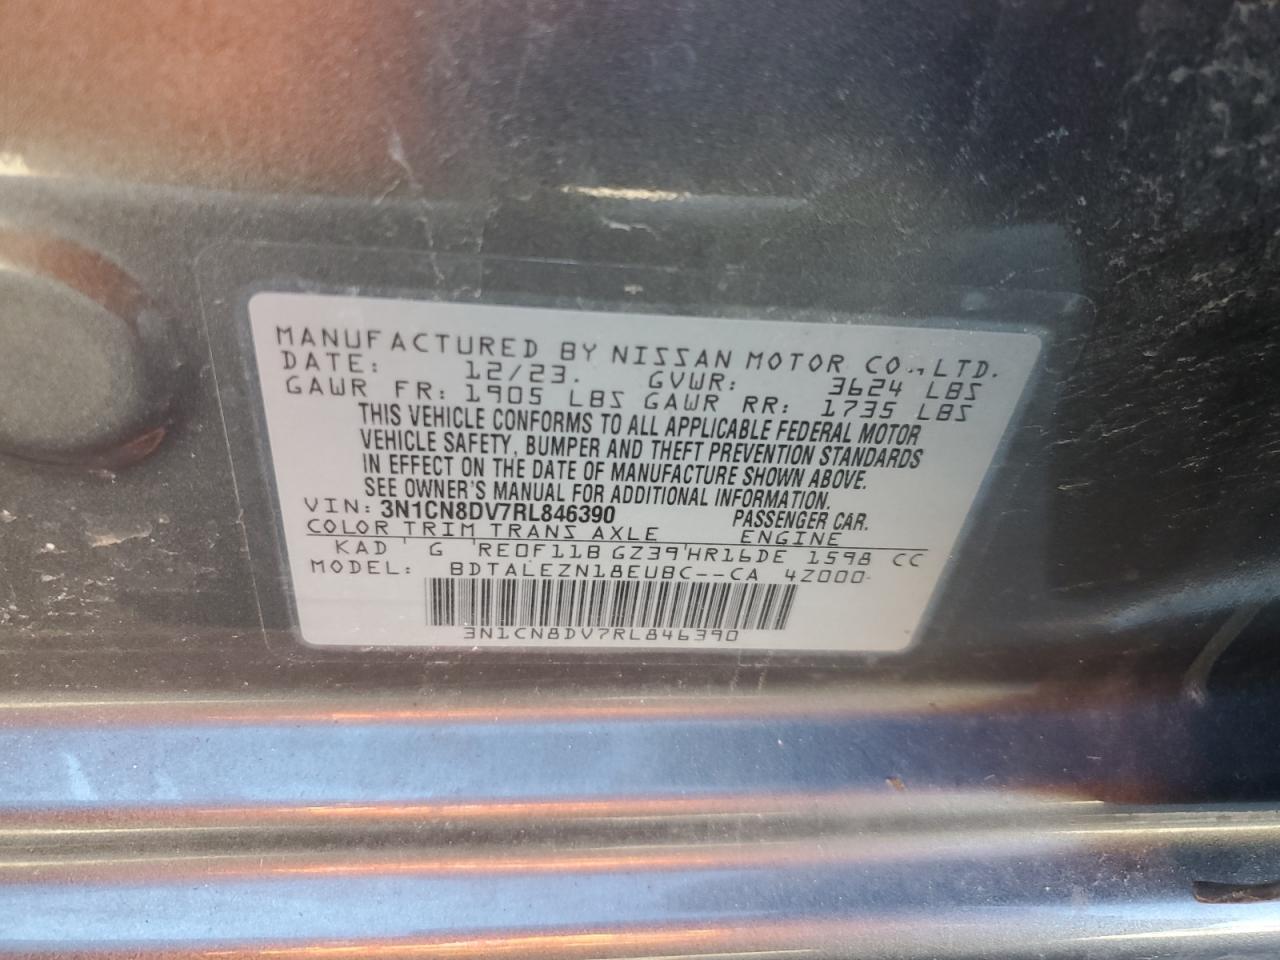 MANUFACTURED BY NISSAN MOTOR CO., LTD.
DATE: 12/23. GVWR: 3624 LBS
GAWR FR: 1905 LBS GAWR RR: 1735 LBS
THIS VEHICLE CONFORMS TO ALL APPLICABLE FEDERAL MOTOR
VEHICLE SAFETY, BUMPER AND THEFT PREVENTION STANDARDS
IN EFFECT ON THE DATE OF MANUFACTURE SHOWN ABOVE.
SEE OWNER'S MANUAL FOR ADDITIONAL INFORMATION.
VIN: 3N1CN8DV7RL846390 PASSENGER CAR.
COLOR TRIM TRANS AXLE ENGINE
KAD G RE0F11B GZ39 HR16DE 1598 CC
MODEL: BDTALEZN18EUBC--CA 4Z000-
3N1CN8DV7RL846390